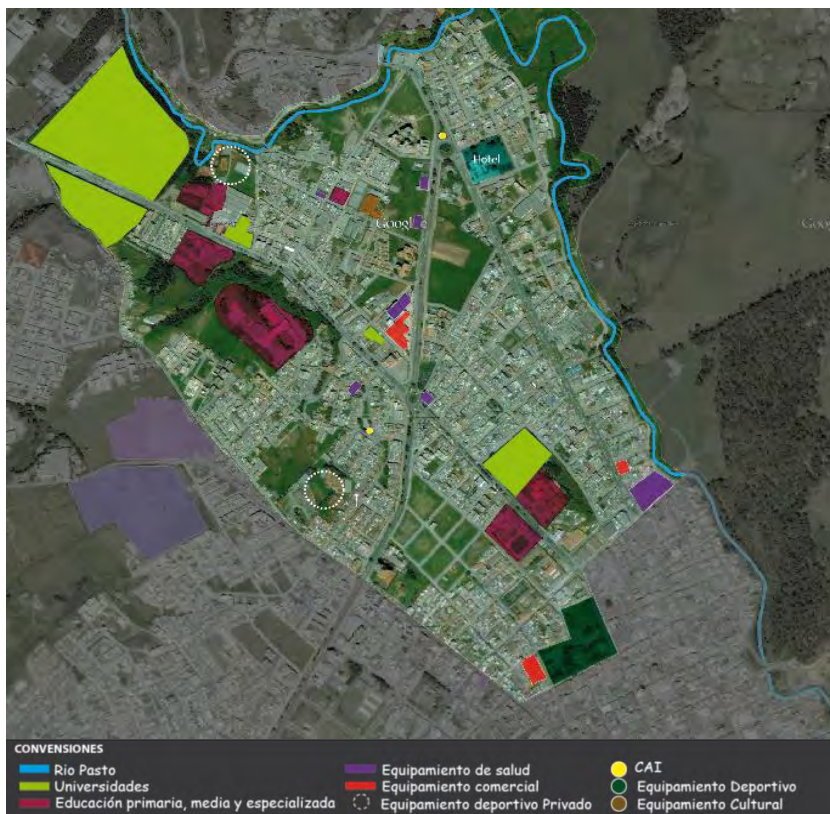 Hotel
Google
Goo
CONVENSIONES
Rio Pasto
Universidades
Educación primaria, media y especializada
Equipamiento de salud
Equipamiento comercial
Equipamiento deportivo Privado
CAI
Equipamiento Deportivo
Equipamiento Cultural